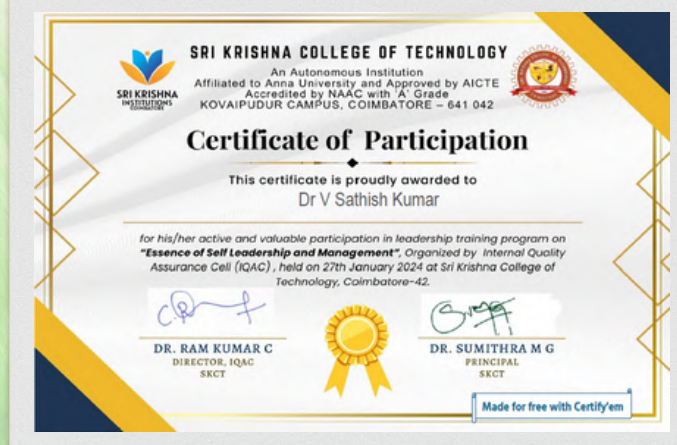 SRI KRISHNA COLLEGE OF TECHNOLOGY
An Autonomous Institution
Affiliated to Anna University and Approved by AICTE
Accredited by NAAC with 'A' Grade
KOVAIPUDUR CAMPUS, COIMBATORE – 641 042
SRI KRISHNA
INSTITUTIONS
COIMBATORE
Certificate of Participation
This certificate is proudly awarded to
Dr V Sathish Kumar
for his/her active and valuable participation in leadership training program on
"Essence of Self Leadership and Management", Organized by Internal Quality
Assurance Cell (IQAC) , held on 27th January 2024 at Sri Krishna College of
Technology, Coimbatore-42.
DR. RAM KUMAR C
DIRECTOR, IQAC
SKCT
DR. SUMITHRA M G
PRINCIPAL
SKCT
Made for free with Certify'em